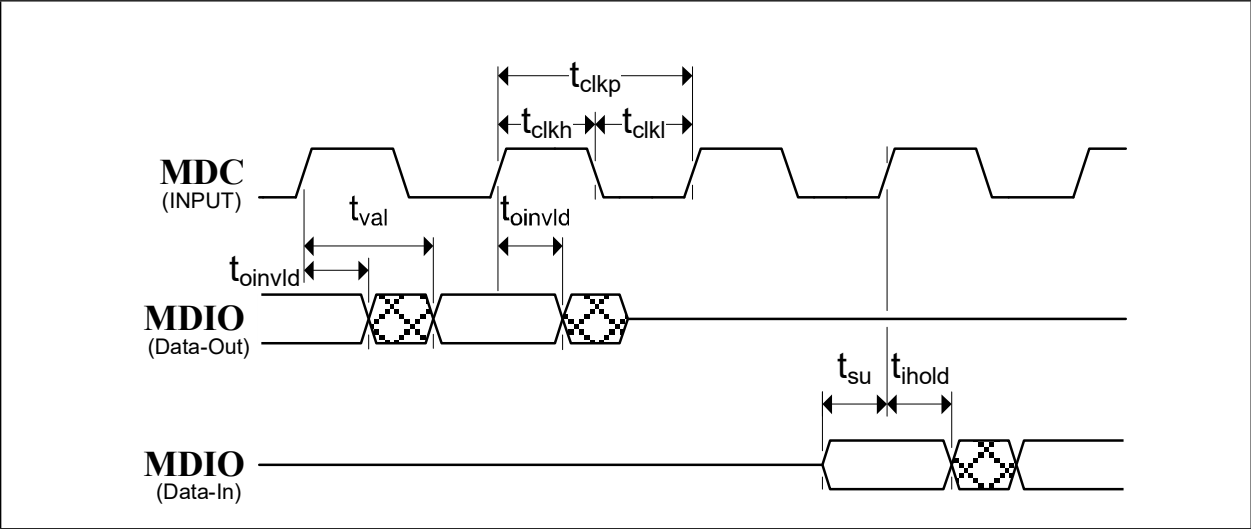 tclkp
tclkh tclkl
MDC
(INPUT)
tval toinvld
toinvld
MDIO
(Data-Out)
tsu tihold
MDIO
(Data-In)